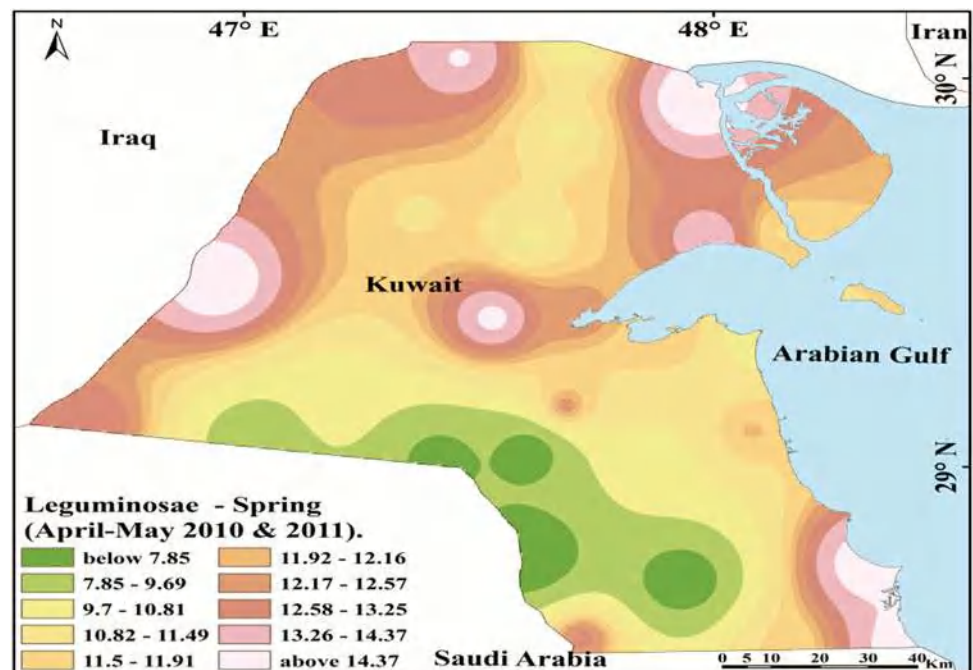 N
47° E
48° E
Iran
30° N
Iraq
Kuwait
Arabian Gulf
29° N
Leguminosae - Spring
(April-May 2010 & 2011).
below 7.85
7.85 - 9.69
9.7 - 10.81
10.82 - 11.49
11.5 - 11.91
11.92 - 12.16
12.17 - 12.57
12.58 - 13.25
13.26 - 14.37
above 14.37
Saudi Arabia
0 5 10 20 30 40
Km